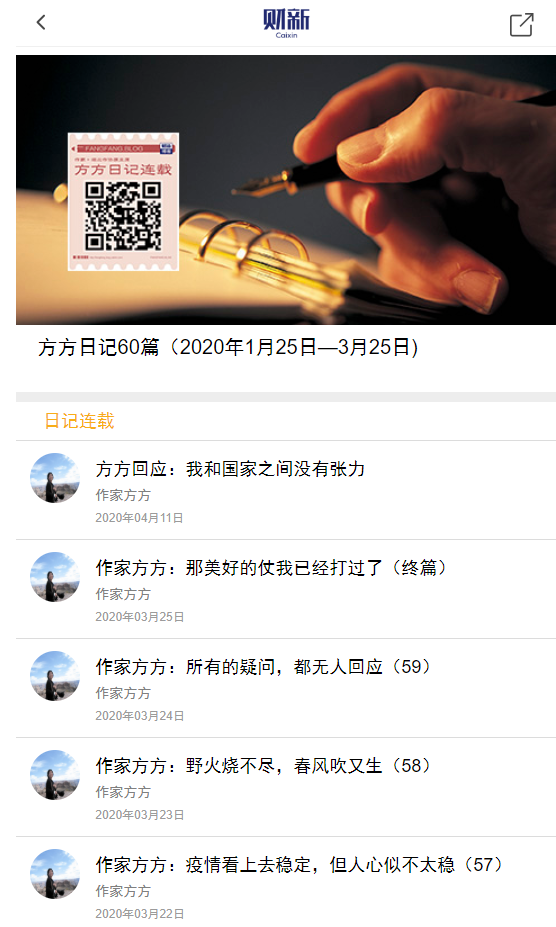 财新
Caixin
FANGFANG BLOG
方方日记连载
方方日记60篇（2020年1月25日—3月25日)
日记连载
方方回应：我和国家之间没有张力
作家方方
2020年04月11日
作家方方：那美好的仗我已经打过了（终篇）
作家方方
2020年03月25日
作家方方：所有的疑问，都无人回应（59）
作家方方
2020年03月24日
作家方方：野火烧不尽，春风吹又生（58）
作家方方
2020年03月23日
作家方方：疫情看上去稳定，但人心似不太稳（57）
作家方方
2020年03月22日